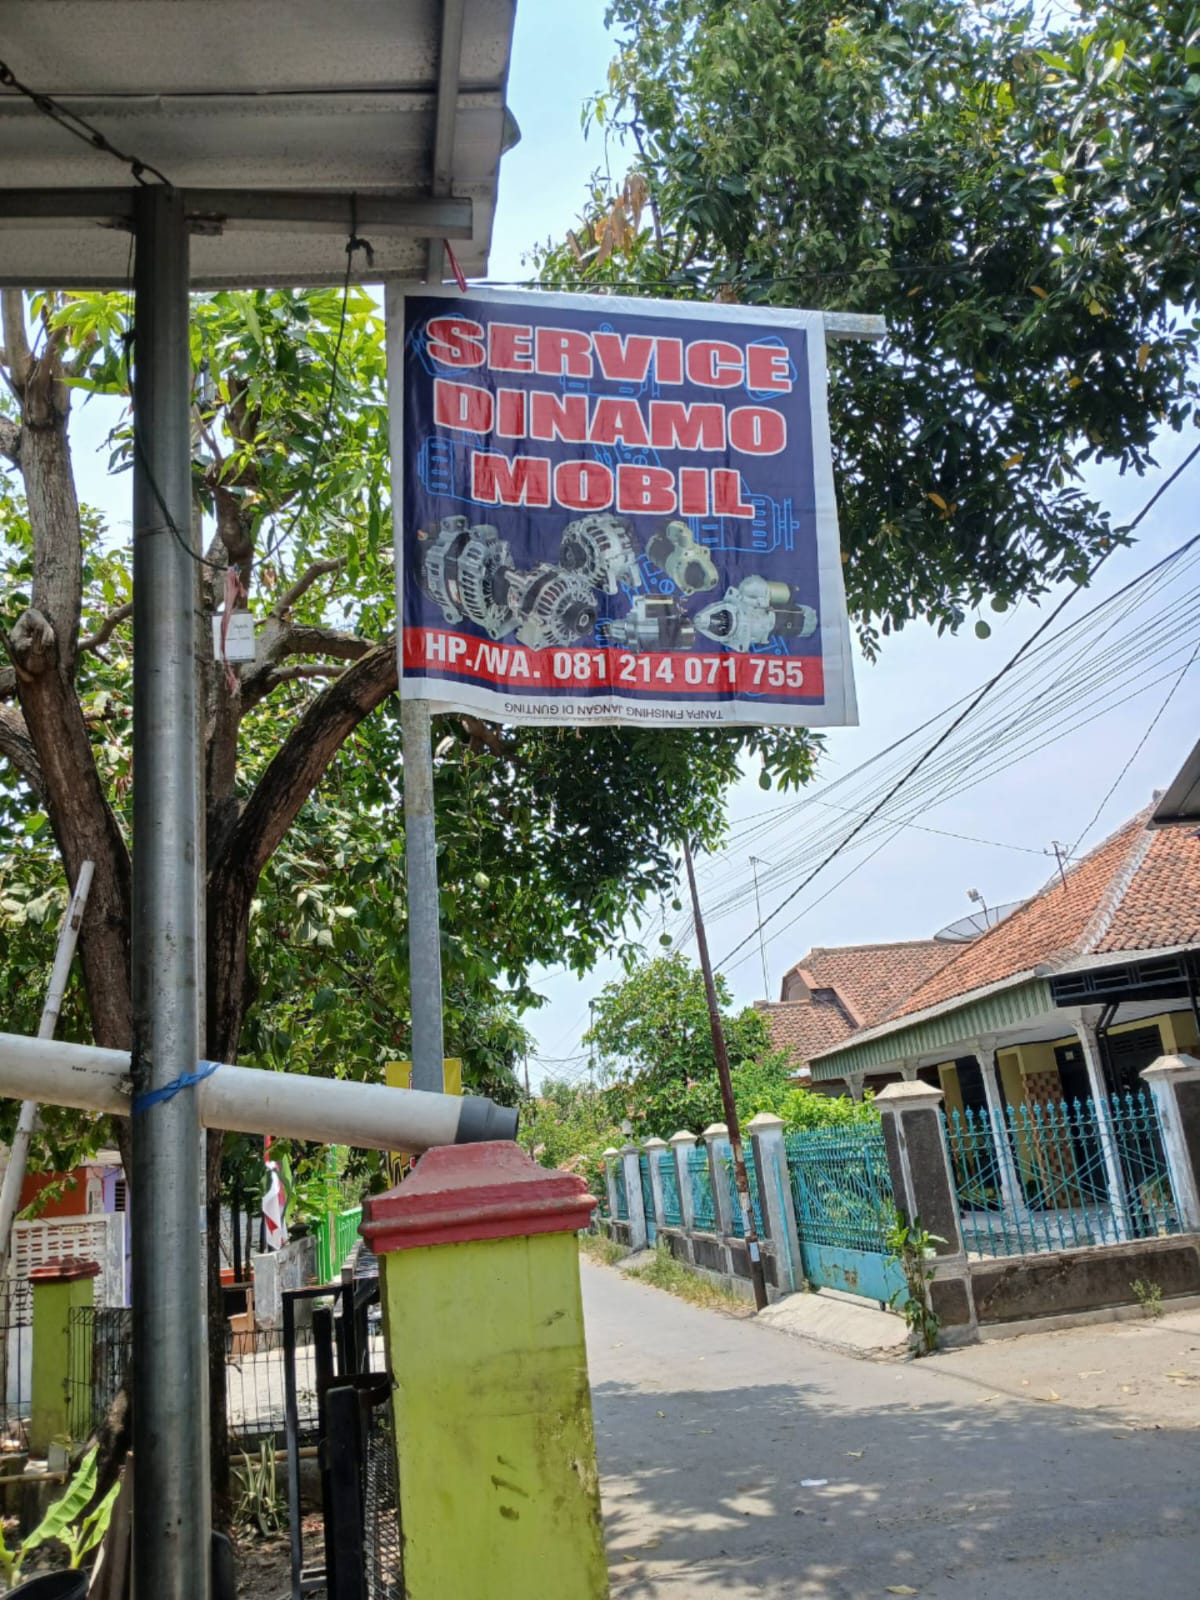 SERVICE
DINAMO
MOBIL
HP./WA. 081 214 071 755
TANPA FINISHING JANGAN DI GUNTING